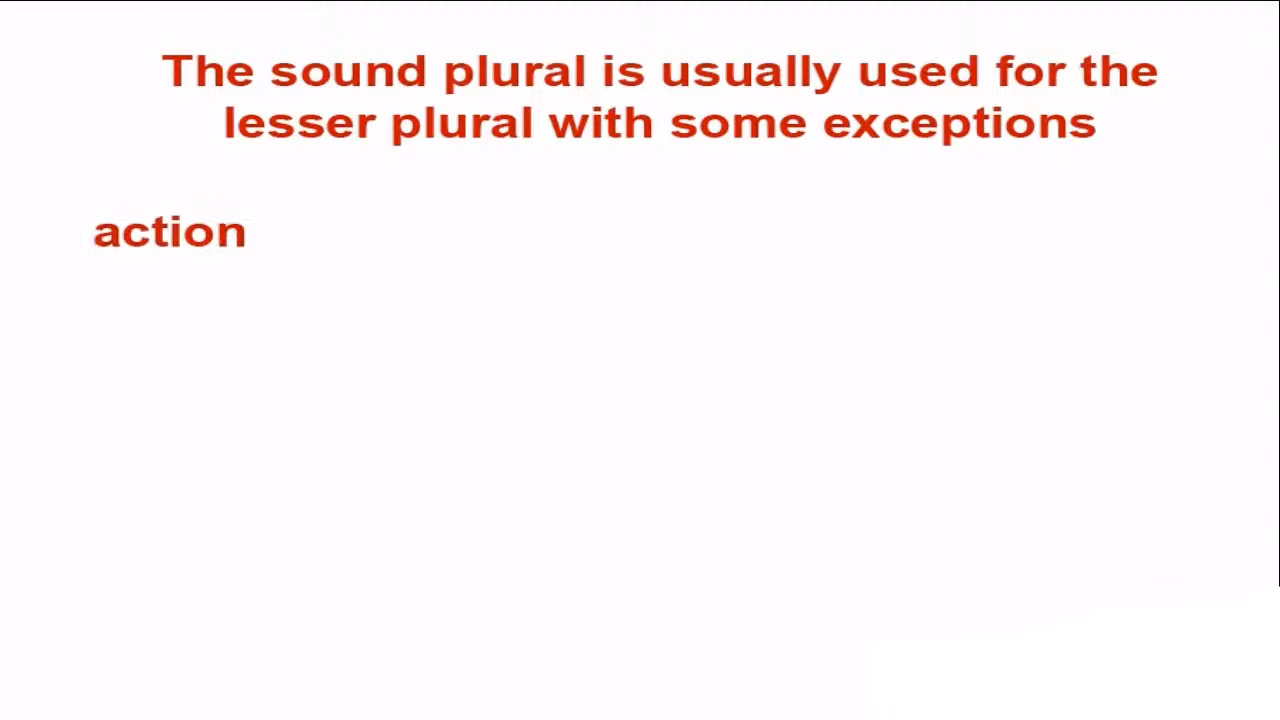 The sound plural is usually used for the
lesser plural with some exceptions
action